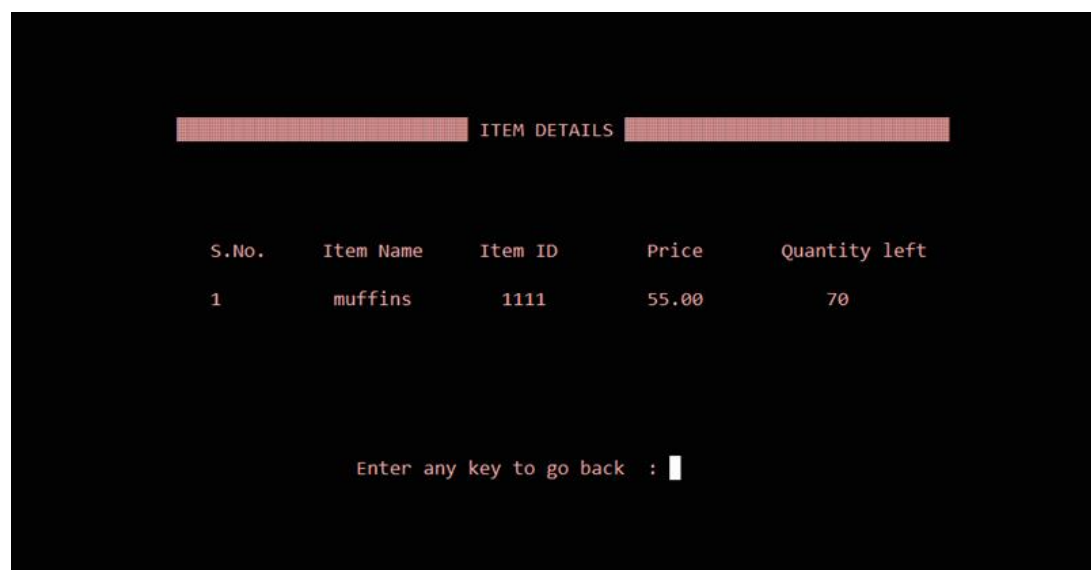 ITEM DETAILS
S.No. Item Name Item ID Price Quantity left
1 muffins 1111 55.00 70
Enter any key to go back :